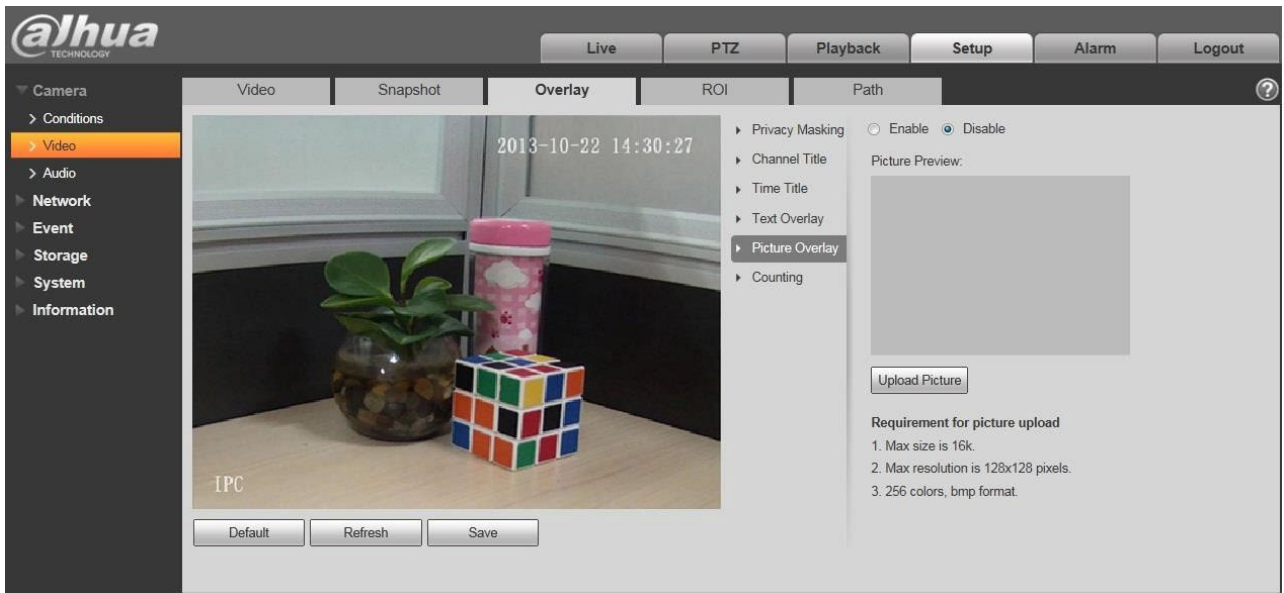 alhua
TECHNOLOGY
Live PTZ Playback Setup Alarm Logout
Camera
Conditions
Video
Audio
Network
Event
Storage
System
Information
Video Snapshot Overlay ROI Path
?
2013-10-22 14:30:27
IPC
Default Refresh Save
Privacy Masking
Channel Title
Time Title
Text Overlay
Picture Overlay
Counting
Enable Disable
Picture Preview:
Upload Picture
Requirement for picture upload
1. Max size is 16k.
2. Max resolution is 128x128 pixels.
3. 256 colors, bmp format.